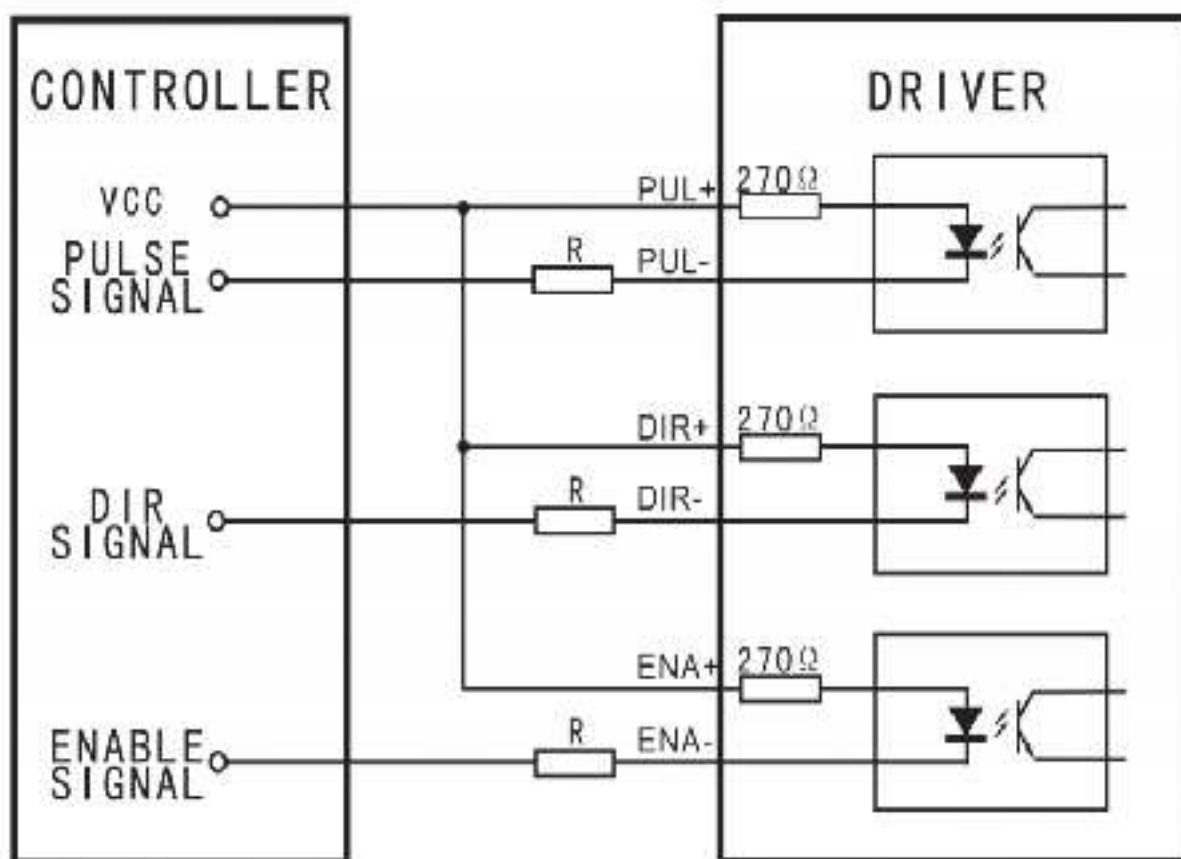 CONTROLLER
DRIVER
VCC
PUL+
270Ω
PULSE
SIGNAL
R
PUL-
DIR+
270Ω
DIR
SIGNAL
R
DIR-
ENA+
270Ω
ENABLE
SIGNAL
R
ENA-